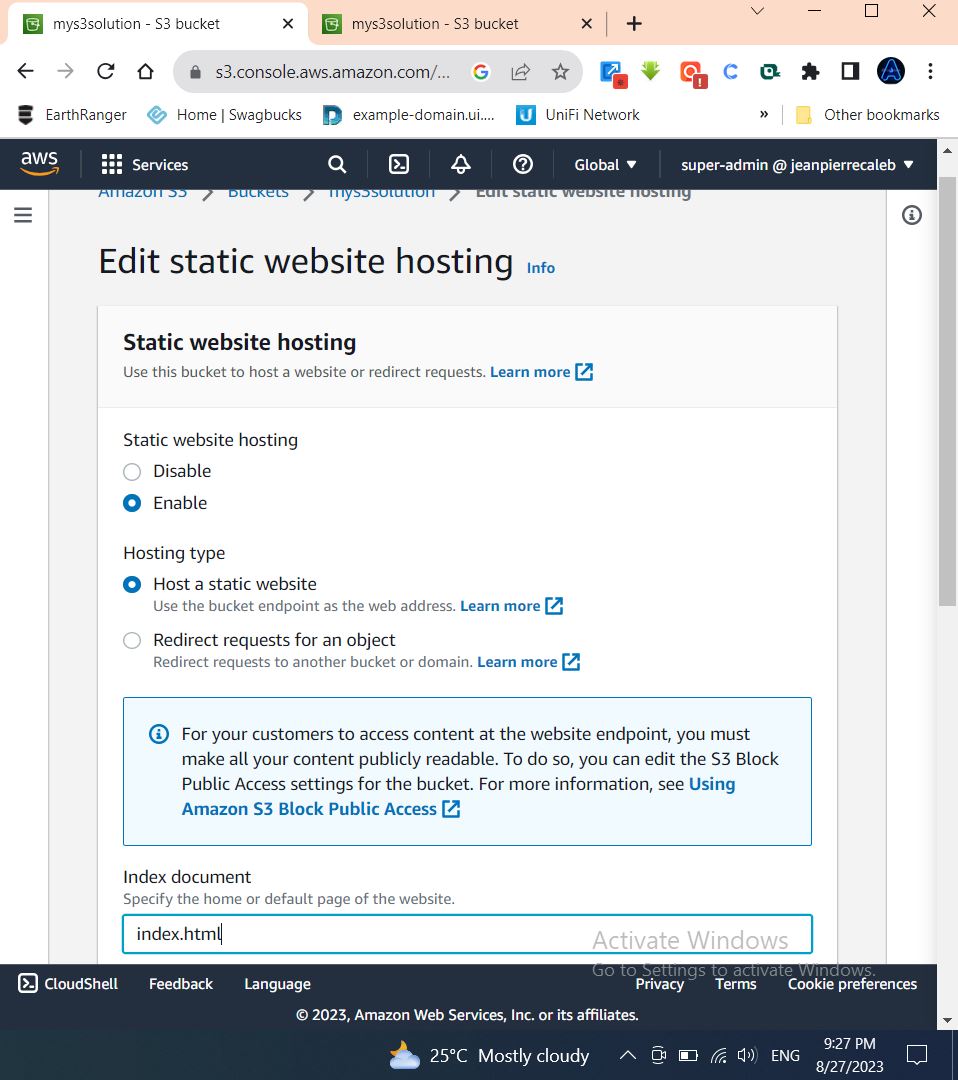 mys3solution - S3 bucket
mys3solution - S3 bucket
s3.console.aws.amazon.com/...
EarthRanger
Home | Swagbucks
example-domain.ui....
UniFi Network
»
Other bookmarks
aws
Services
Global
super-admin @ jeanpierrecaleb
Amazon S3 > Buckets > mys3solution > Edit static website hosting
Edit static website hosting Info
Static website hosting
Use this bucket to host a website or redirect requests. Learn more
Static website hosting
Disable
Enable
Hosting type
Host a static website
Use the bucket endpoint as the web address. Learn more
Redirect requests for an object
Redirect requests to another bucket or domain. Learn more
For your customers to access content at the website endpoint, you must
make all your content publicly readable. To do so, you can edit the S3 Block
Public Access settings for the bucket. For more information, see Using
Amazon S3 Block Public Access
Index document
Specify the home or default page of the website.
index.html
Activate Windows
Go to Settings to activate Windows.
CloudShell
Feedback
Language
Privacy
Terms
Cookie preferences
© 2023, Amazon Web Services, Inc. or its affiliates.
25°C Mostly cloudy
ENG
9:27 PM
8/27/2023